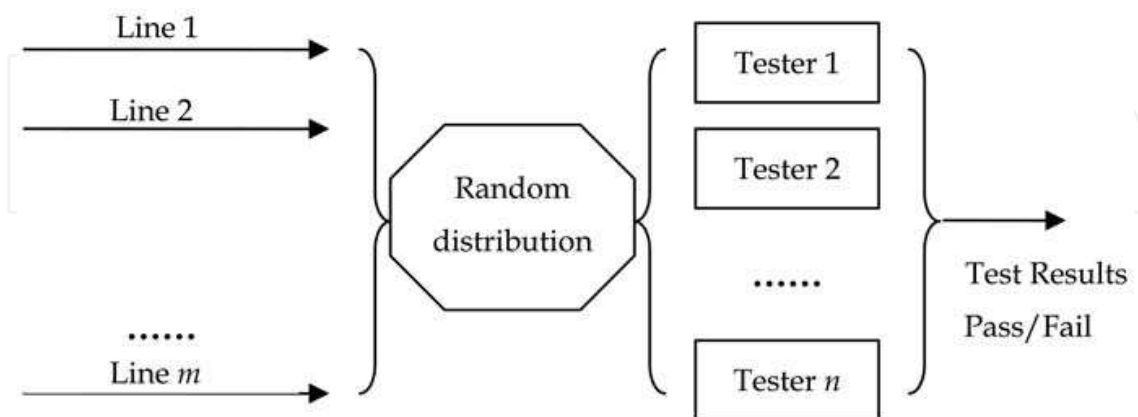 Line 1
Line 2
......
Line m
Random
distribution
Tester 1
Tester 2
......
Tester n
Test Results
Pass/Fail